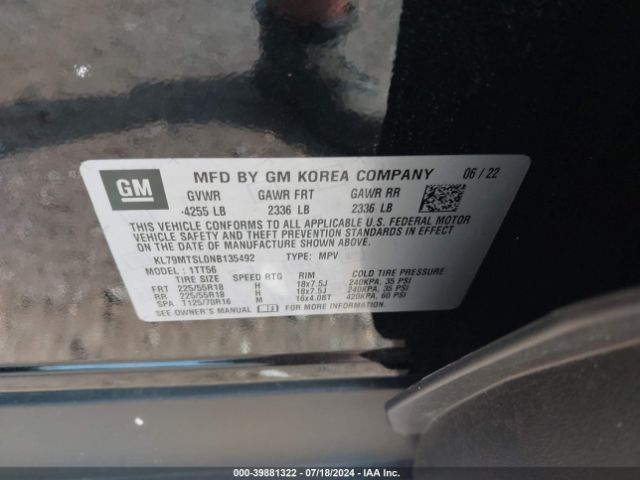 GM MFD BY GM KOREA COMPANY 06 / 22
GVWR GAWR FRT GAWR RR
4255 LB 2336 LB 2336 LB
THIS VEHICLE CONFORMS TO ALL APPLICABLE U.S. FEDERAL MOTOR
VEHICLE SAFETY AND THEFT PREVENTION STANDARDS IN EFFECT ON THE
DATE OF MANUFACTURE SHOWN ABOVE.
KL79MTSL0NB135492 TYPE: MPV
MODEL : 1TT56
TIRE SIZE SPEED RTG RIM COLD TIRE PRESSURE
FRT 225/55R18 H 18x7.5J 240KPA, 35 PSI
RR 225/55R18 H 18x7.5J 240KPA, 35 PSI
SPA T125/70R16 M 16x4.0BT 420KPA, 60 PSI
SEE OWNER'S MANUAL
000-39881322 07/18/2024 IAA Inc.